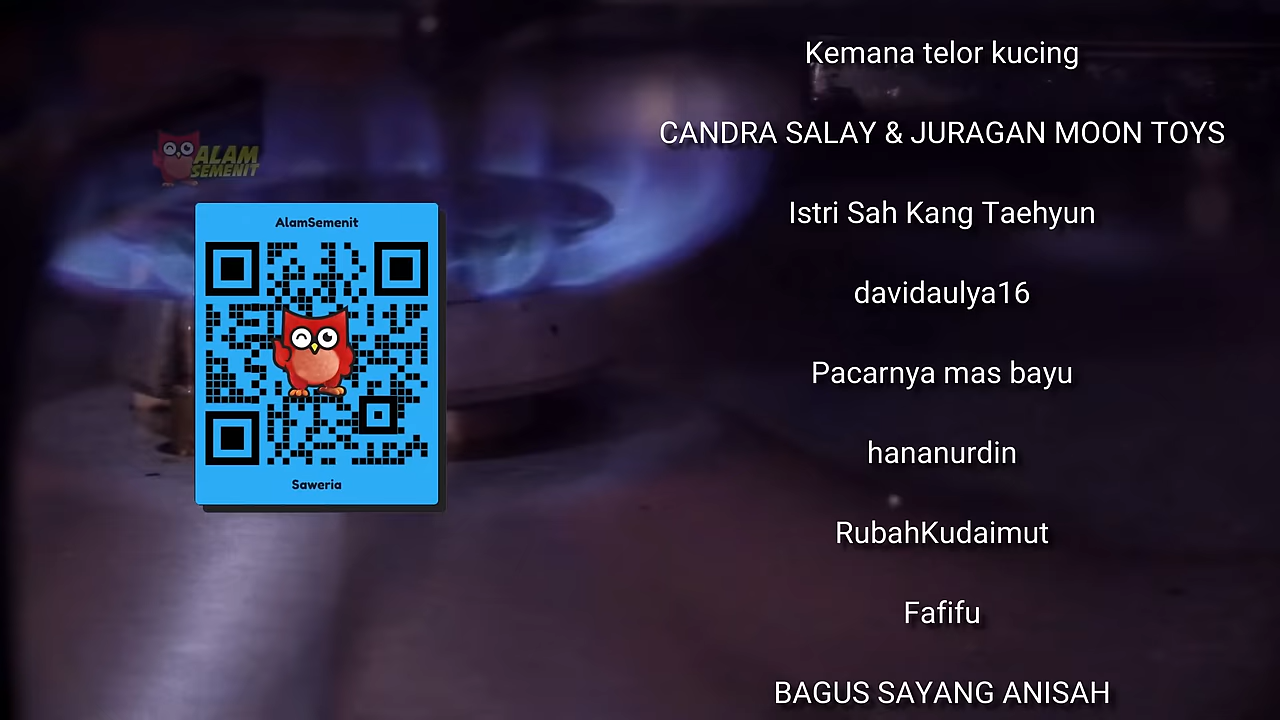 ALAM
SEMENIT
AlamSemenit
Saweria
Kemana telor kucing
CANDRA SALAY & JURAGAN MOON TOYS
Istri Sah Kang Taehyun
davidaulya16
Pacarnya mas bayu
hananurdin
RubahKudaimut
Fafifu
BAGUS SAYANG ANISAH